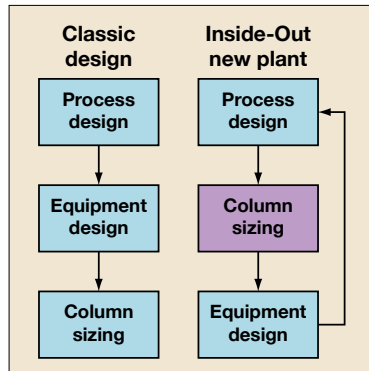 Classic
design
Process
design
Equipment
design
Column
sizing
Inside-Out
new plant
Process
design
Column
sizing
Equipment
design